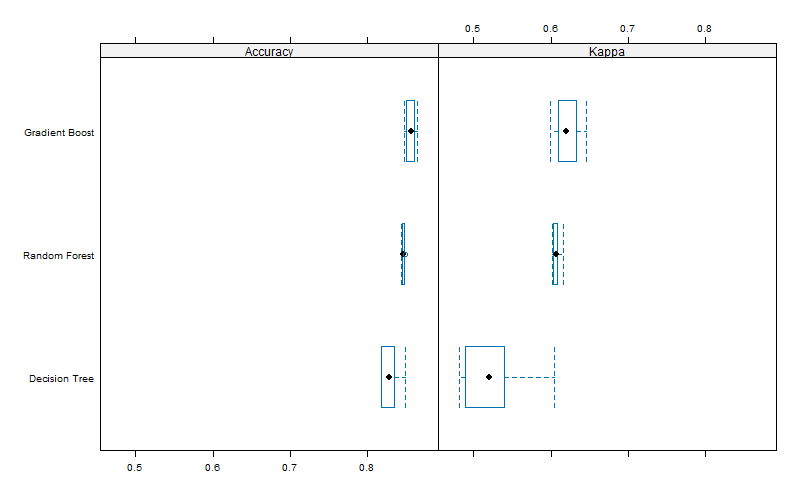 0.5 0.6 0.7 0.8
Accuracy Kappa
Gradient Boost
Random Forest
Decision Tree
0.5 0.6 0.7 0.8